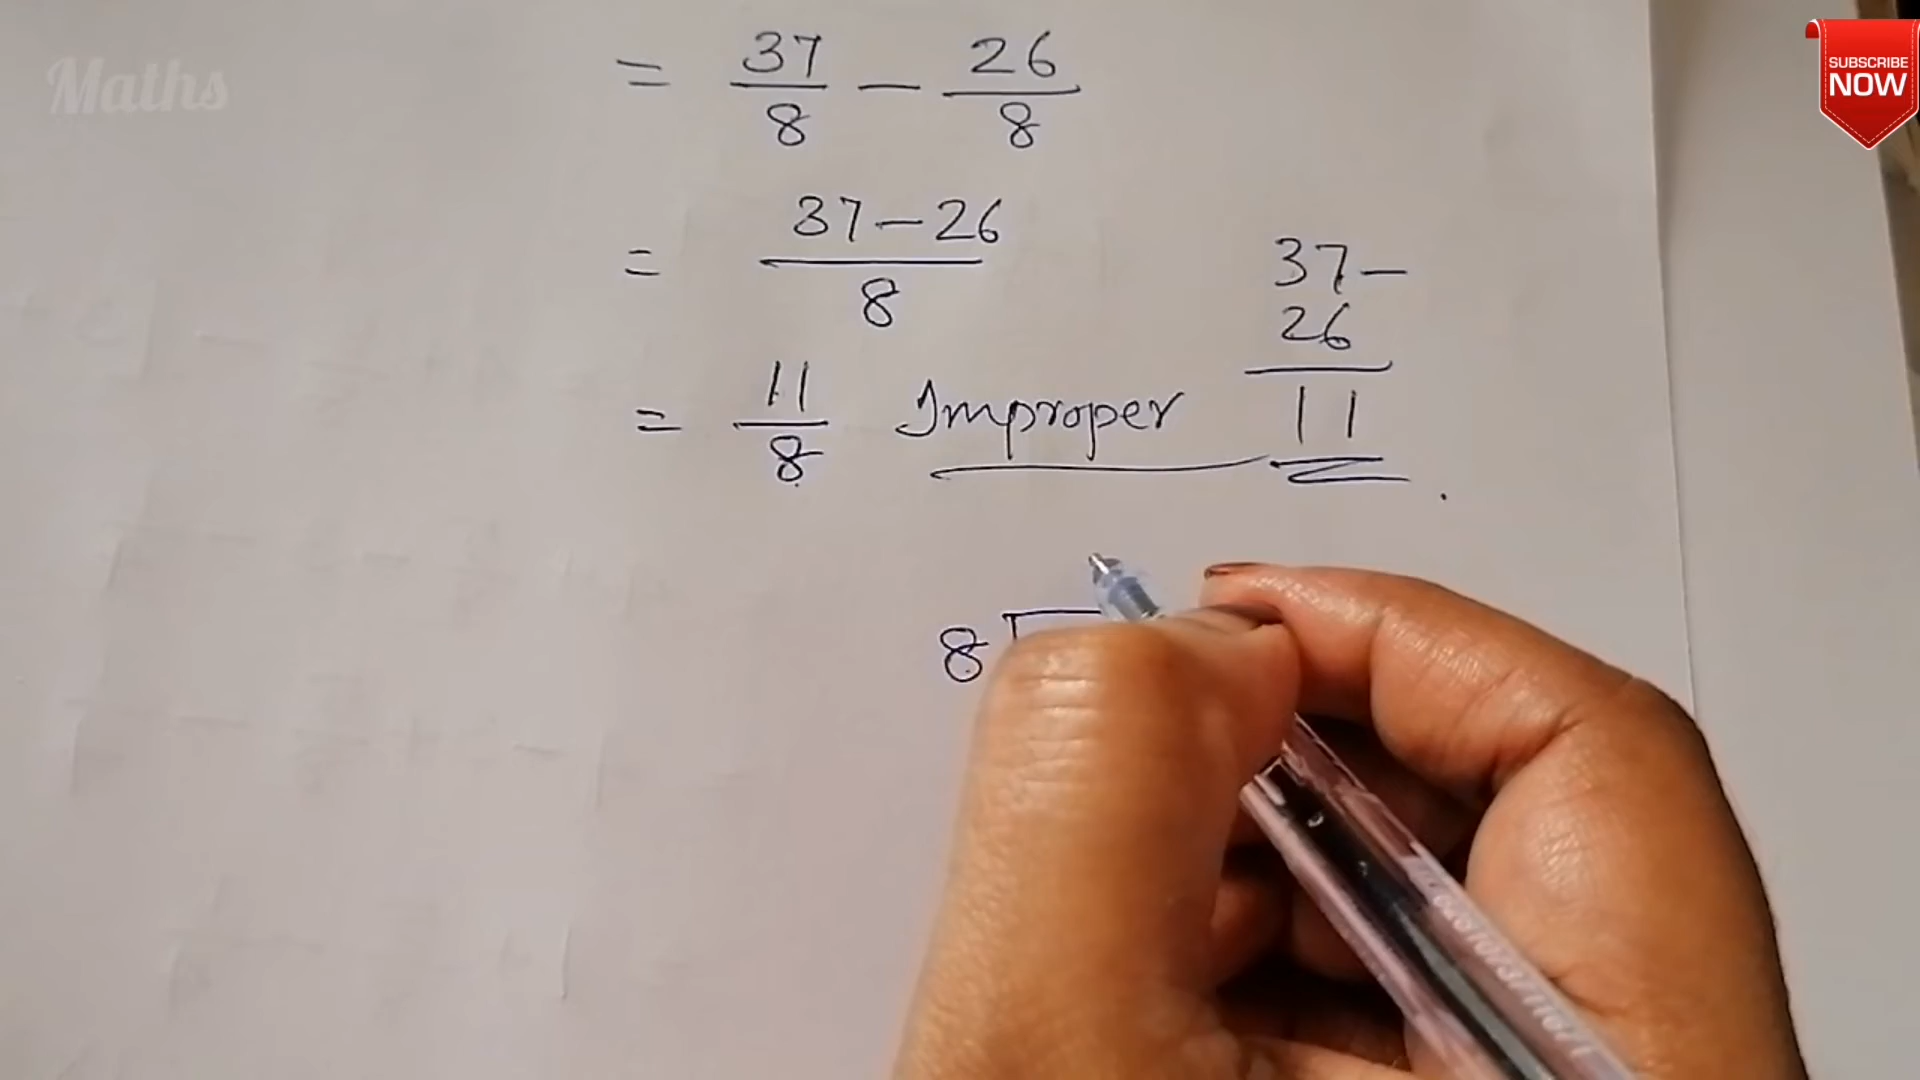 Maths
SUBSCRIBE
NOW
= 37/8 - 26/8
= 37-26/8
37-
26
11
= 11/8 Improper
8